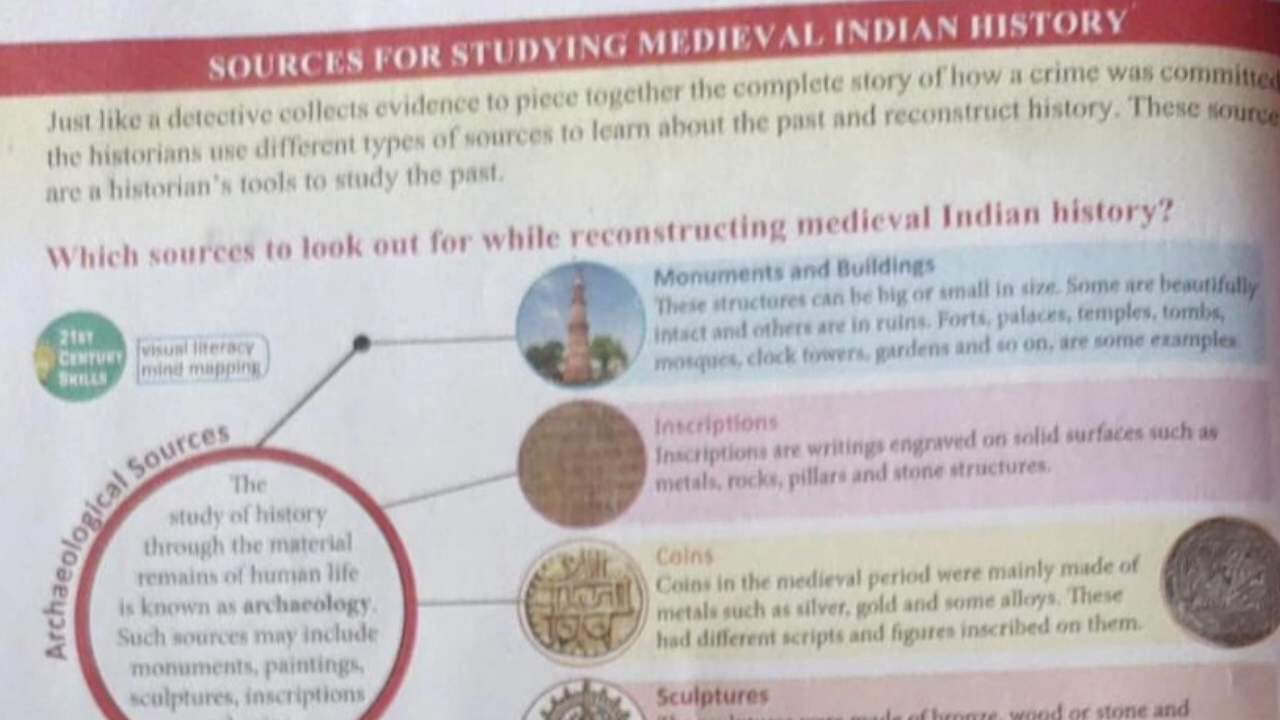 SOURCES FOR STUDYING MEDIEVAL INDIAN HISTORY
Just like a detective collects evidence to piece together the complete story of how a crime was committed
the historians use different types of sources to learn about the past and reconstruct history. These source
are a historian's tools to study the past.
Which sources to look out for while reconstructing medieval Indian history?
21ST
CENTURY
SKILLS
visual literacy
mind mapping
Archaeological Sources
The
study of history
through the material
remains of human life
is known as archaeology.
Such sources may include
monuments, paintings,
sculptures, inscriptions
Monuments and Buildings
These structures can be big or small in size. Some are beautifully
intact and others are in ruins. Forts, palaces, temples, tombs,
mosques, clock towers, gardens and so on, are some examples
Inscriptions
Inscriptions are writings engraved on solid surfaces such as
metals, rocks, pillars and stone structures.
Coins
Coins in the medieval period were mainly made of
metals such as silver, gold and some alloys. These
had different scripts and figures inscribed on them.
Sculptures
made of bronze, wood or stone and